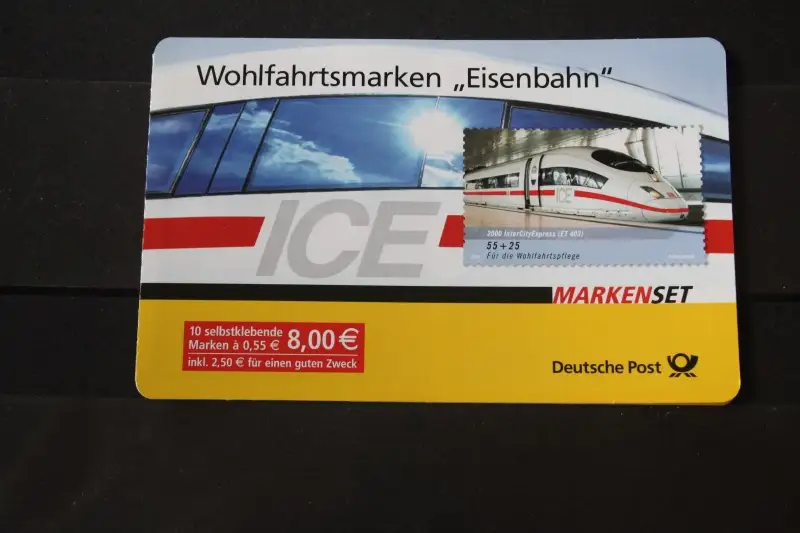 Wohlfahrtsmarken „Eisenbahn“
ICE
ICE
2000 InterCityExpress (ET 403)
55+25
Für die Wohlfahrtspflege
MARKENSET
10 selbstklebende
Marken à 0,55 € 8,00 €
inkl. 2,50 € für einen guten Zweck
Deutsche Post